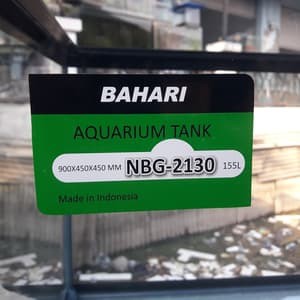 BAHARI
AQUARIUM TANK
900X450X450 MM NBG-2130 155L
Made in Indonesia